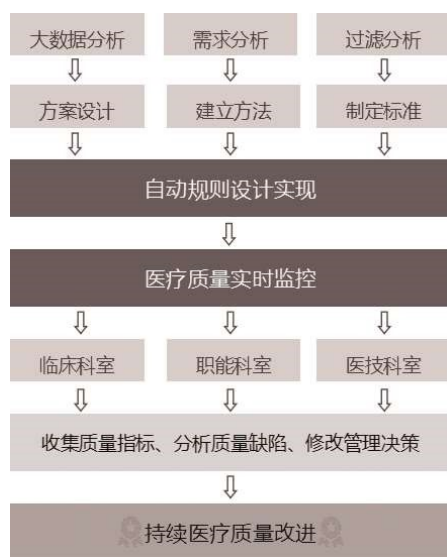 大数据分析
需求分析
过滤分析
方案设计
建立方法
制定标准
自动规则设计实现
医疗质量实时监控
临床科室
职能科室
医技科室
收集质量指标、分析质量缺陷、修改管理决策
持续医疗质量改进